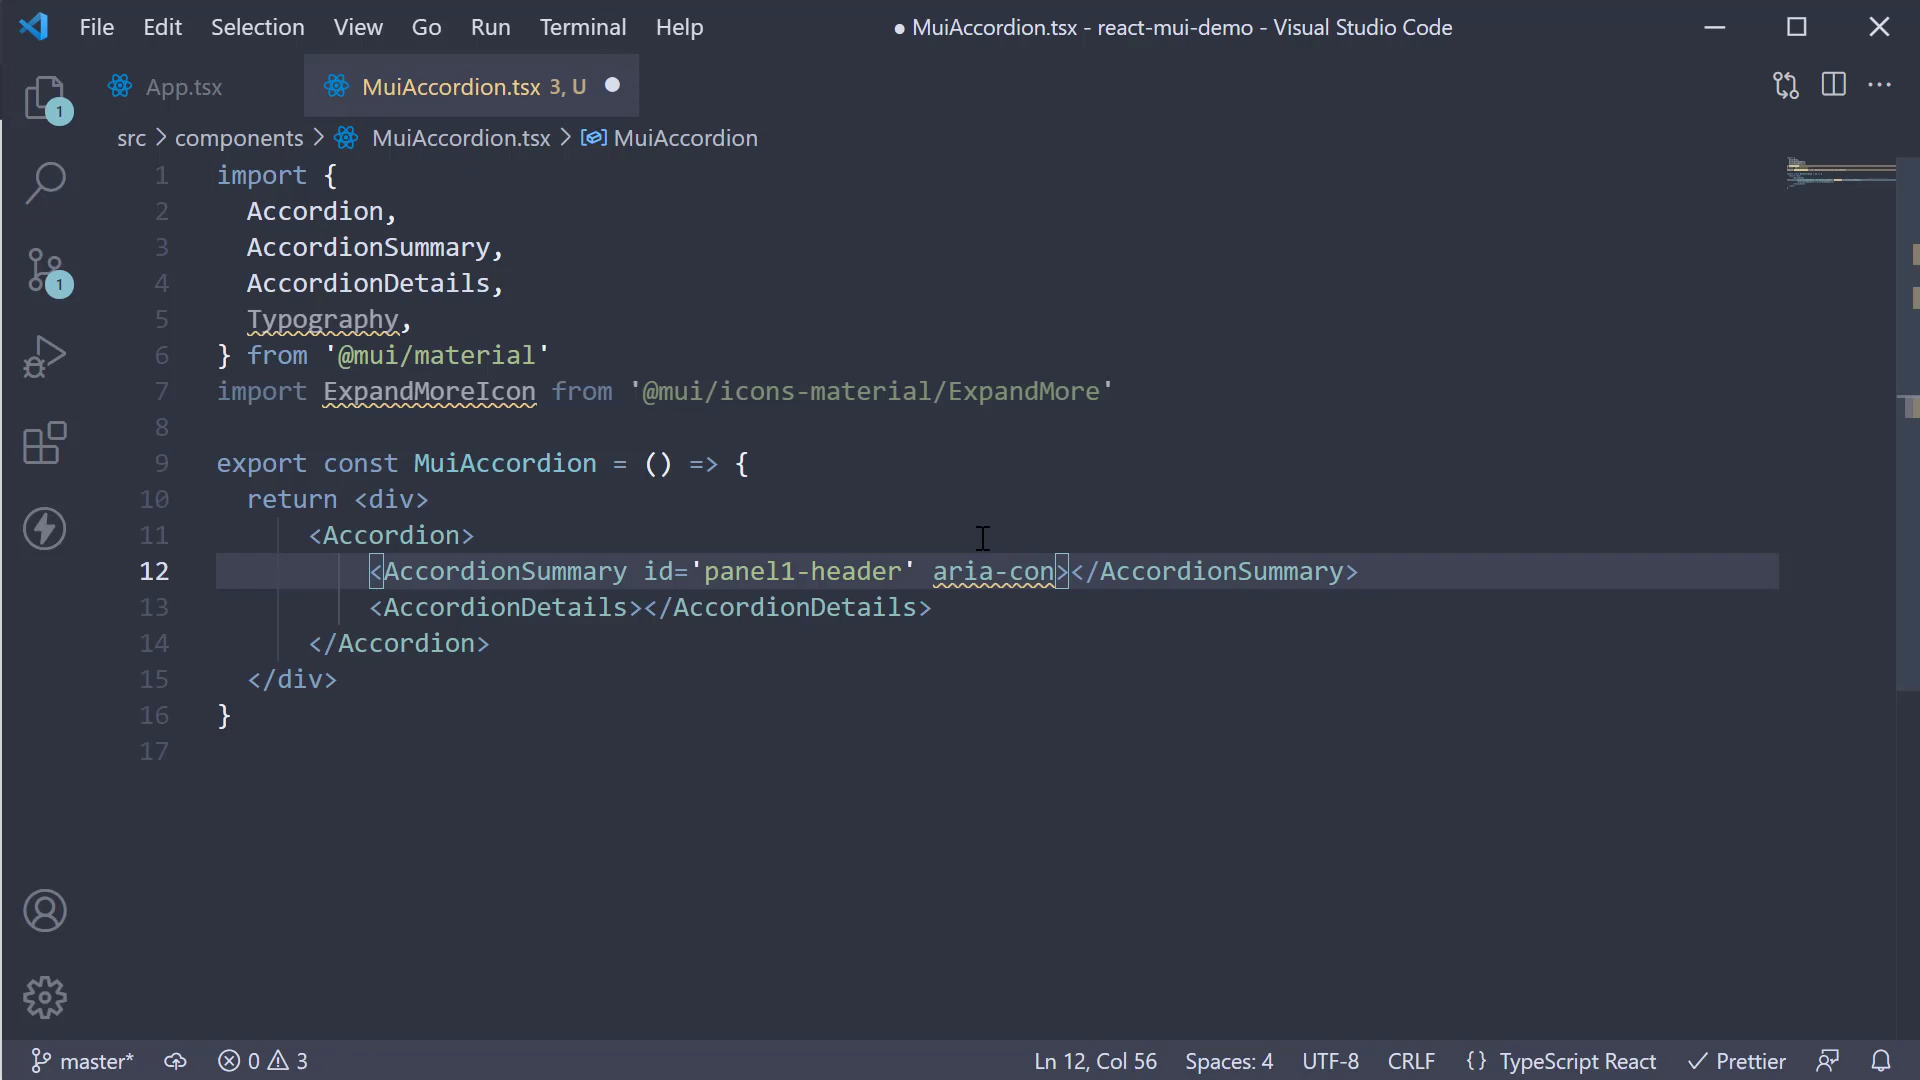 File Edit Selection View Go Run Terminal Help ● MuiAccordion.tsx - react-mui-demo - Visual Studio Code
App.tsx MuiAccordion.tsx 3, U
src > components > MuiAccordion.tsx > MuiAccordion
1 import {
2 Accordion,
3 AccordionSummary,
4 AccordionDetails,
5 Typography,
6 } from '@mui/material'
7 import ExpandMoreIcon from '@mui/icons-material/ExpandMore'
8
9 export const MuiAccordion = () => {
10 return <div>
11 <Accordion>
12 <AccordionSummary id='panel1-header' aria-con></AccordionSummary>
13 <AccordionDetails></AccordionDetails>
14 </Accordion>
15 </div>
16 }
17
1
1
master* 0 3 Ln 12, Col 56 Spaces: 4 UTF-8 CRLF {} TypeScript React ✓ Prettier